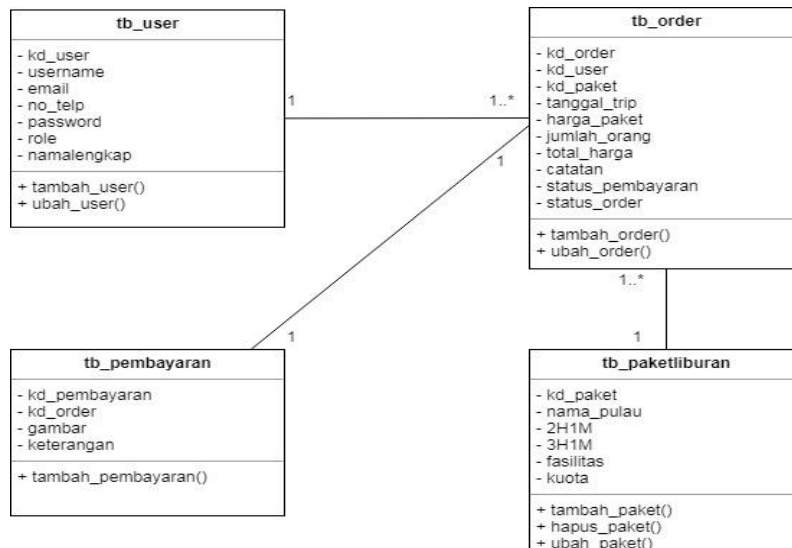 tb_user
- kd_user
- username
- email
- no_telp
- password
- role
- namalengkap
+ tambah_user()
+ ubah_user()
1
1..*
tb_order
- kd_order
- kd_user
- kd_paket
- tanggal_trip
- harga_paket
- jumlah_orang
- total_harga
- catatan
- status_pembayaran
- status_order
+ tambah_order()
+ ubah_order()
1
1..*
1
1
tb_pembayaran
- kd_pembayaran
- kd_order
- gambar
- keterangan
+ tambah_pembayaran()
tb_paketliburan
- kd_paket
- nama_pulau
- 2H1M
- 3H1M
- fasilitas
- kuota
+ tambah_paket()
+ hapus_paket()
+ ubah_paket()